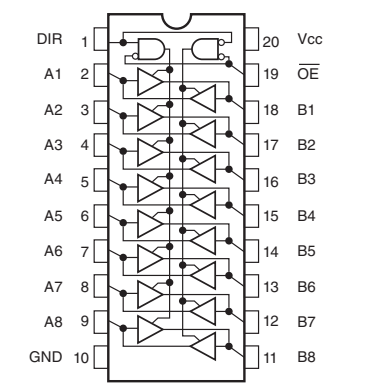 DIR 1 20 Vcc
A1 2 19 OE
A2 3 18 B1
A3 4 17 B2
A4 5 16 B3
A5 6 15 B4
A6 7 14 B5
A7 8 13 B6
A8 9 12 B7
GND 10 11 B8